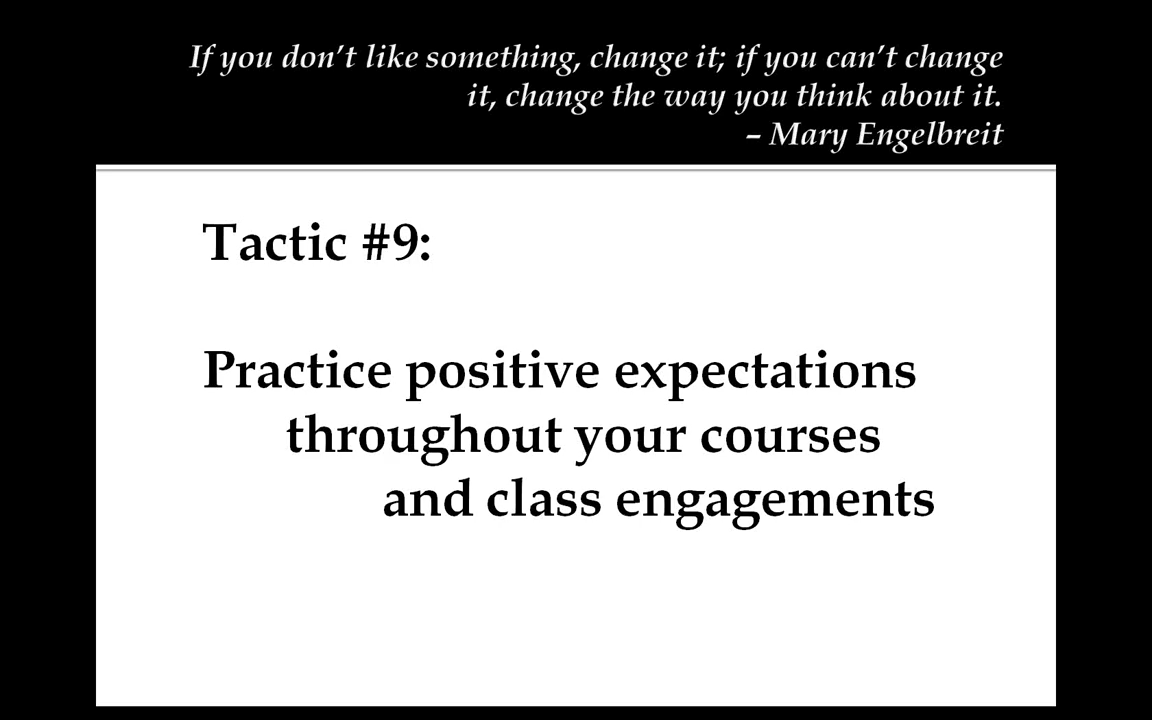 If you don’t like something, change it; if you can’t change
it, change the way you think about it.
– Mary Engelbreit
Tactic #9:
Practice positive expectations
throughout your courses
and class engagements